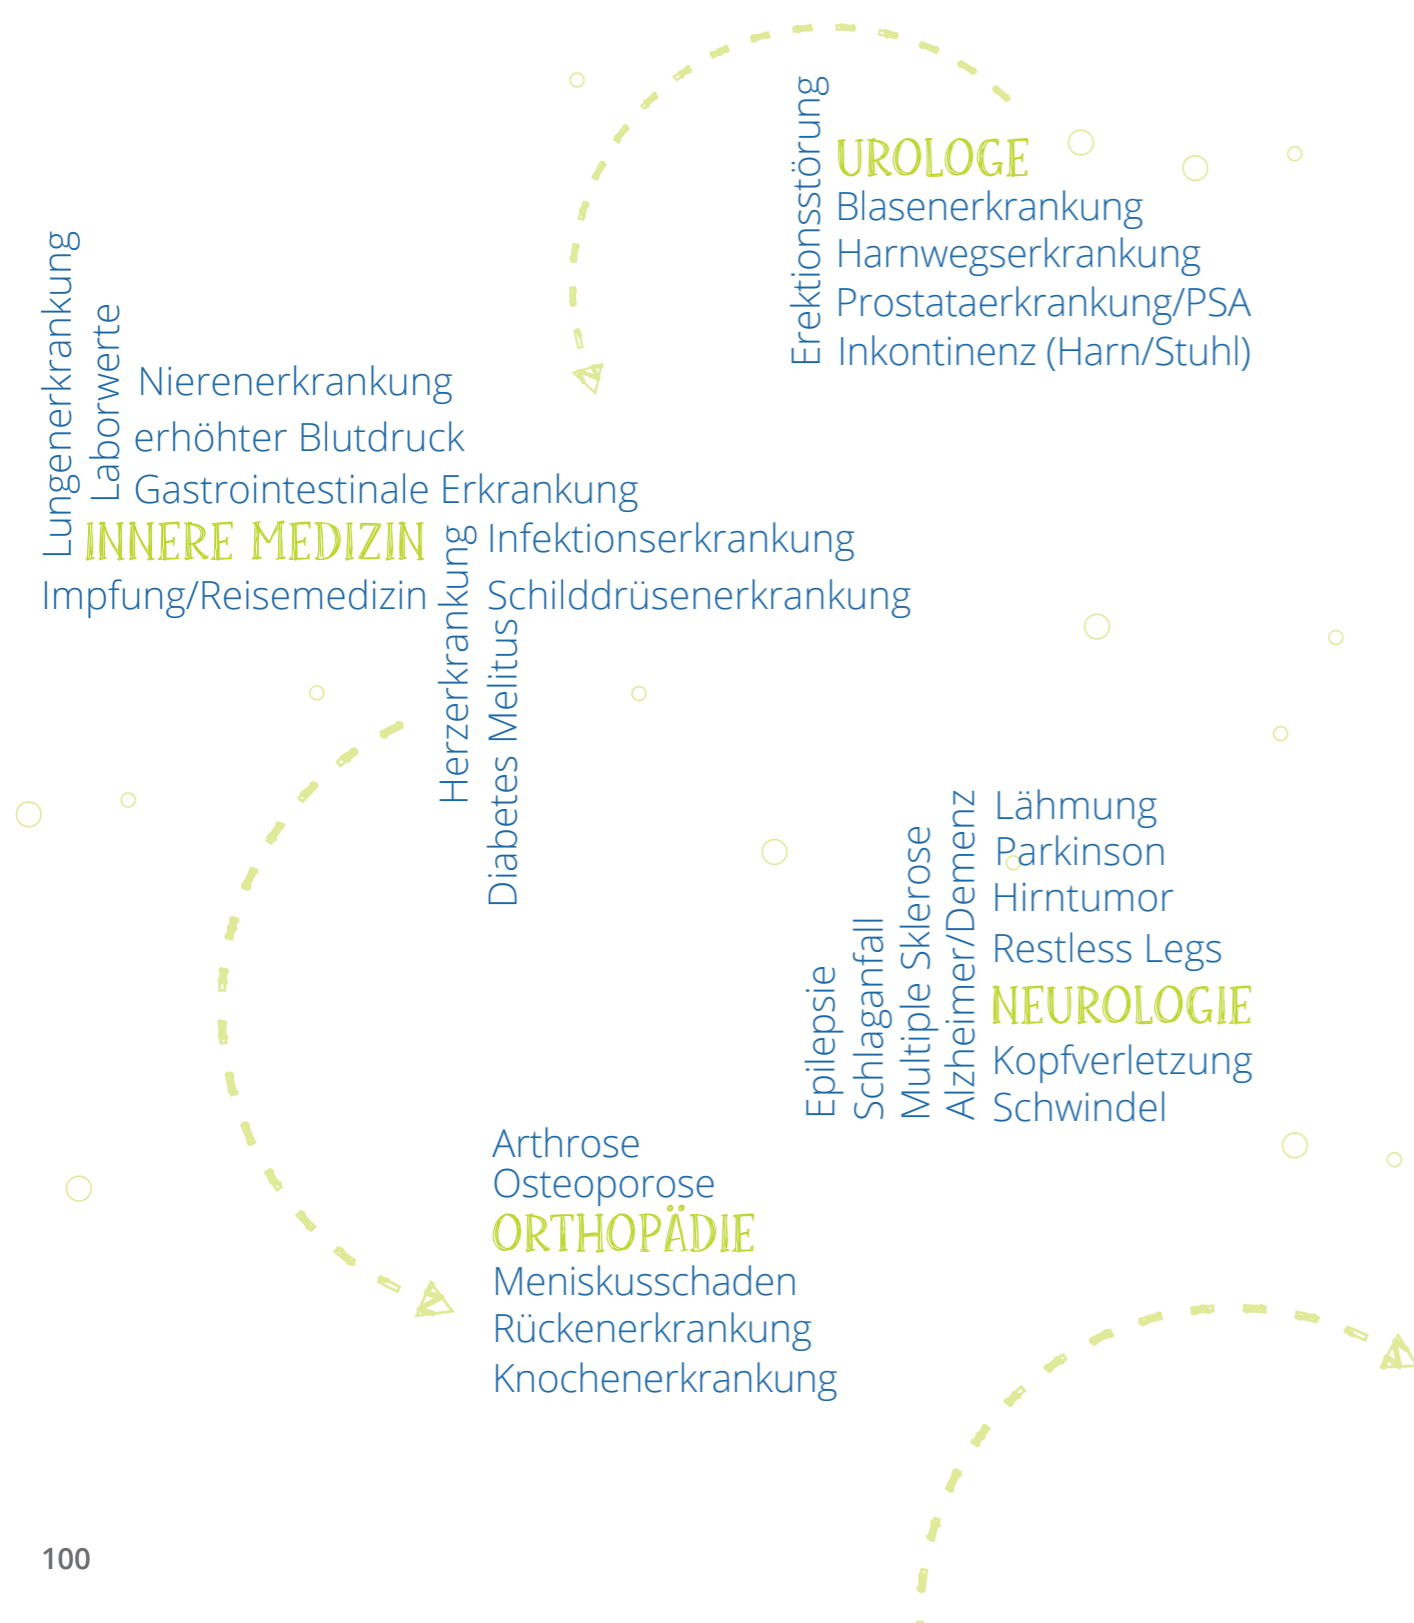 Erektionsstörung
UROLOGE
Blasenerkrankung
Harnwegserkrankung
Prostataerkrankung/PSA
Inkontinenz (Harn/Stuhl)
Lungenerkrankung
Laborwerte
Nierenerkrankung
erhöhter Blutdruck
Gastrointestinale Erkrankung
INNERE MEDIZIN
Impfung/Reisemedizin
Herzerkrankung
Infektionserkrankung
Schilddrüsenerkrankung
Diabetes Melitus
Epilepsie
Schlaganfall
Multiple Sklerose
Alzheimer/Demenz
Lähmung
Parkinson
Hirntumor
Restless Legs
NEUROLOGIE
Kopfverletzung
Schwindel
Arthrose
Osteoporose
ORTHOPÄDIE
Meniskusschaden
Rückenerkrankung
Knochenerkrankung
100